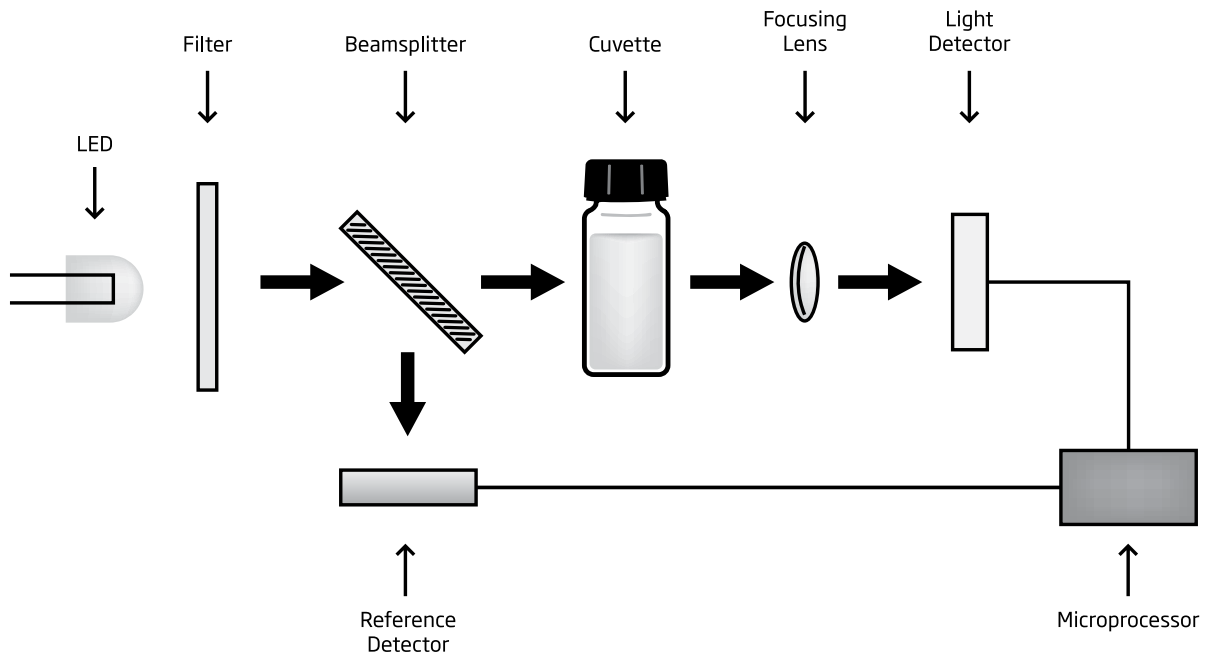 Filter
Beamsplitter
Cuvette
Focusing
Lens
Light
Detector
LED
Reference
Detector
Microprocessor